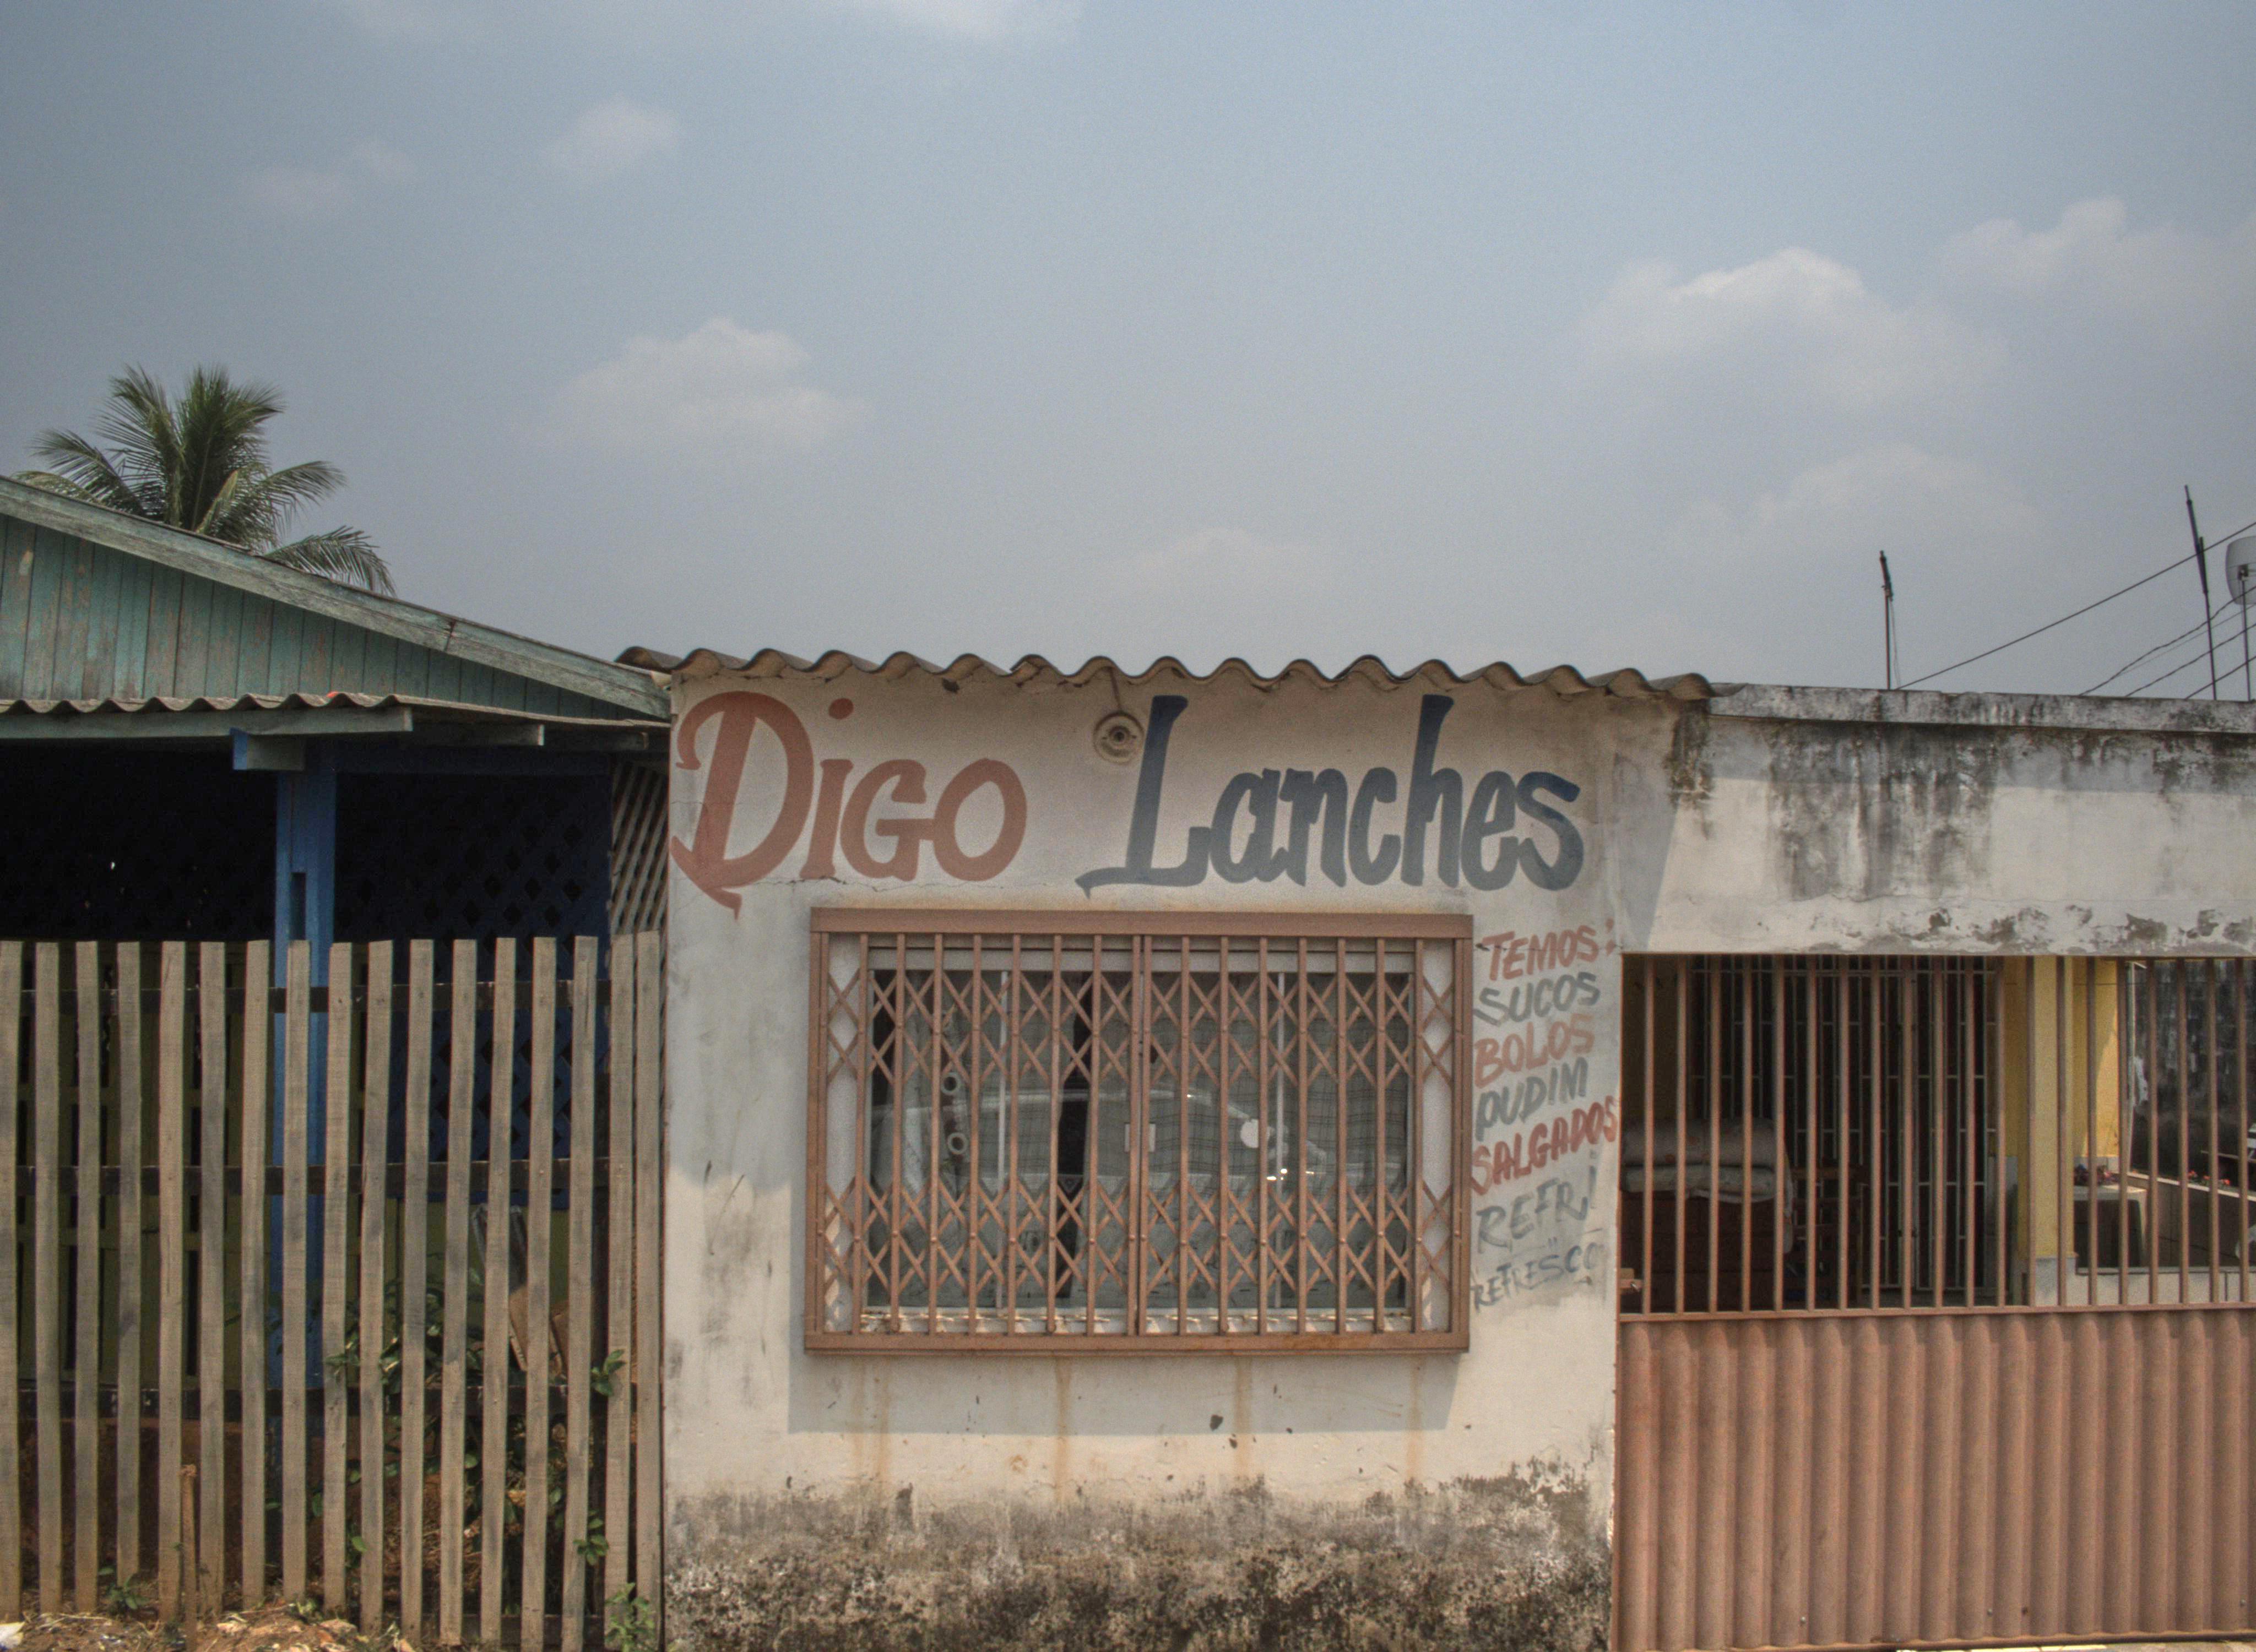 Digo Lanches
TEMOS:
SUCOS
BOLOS
PUDIM
SALGADOS
REFRI
REFRESCO